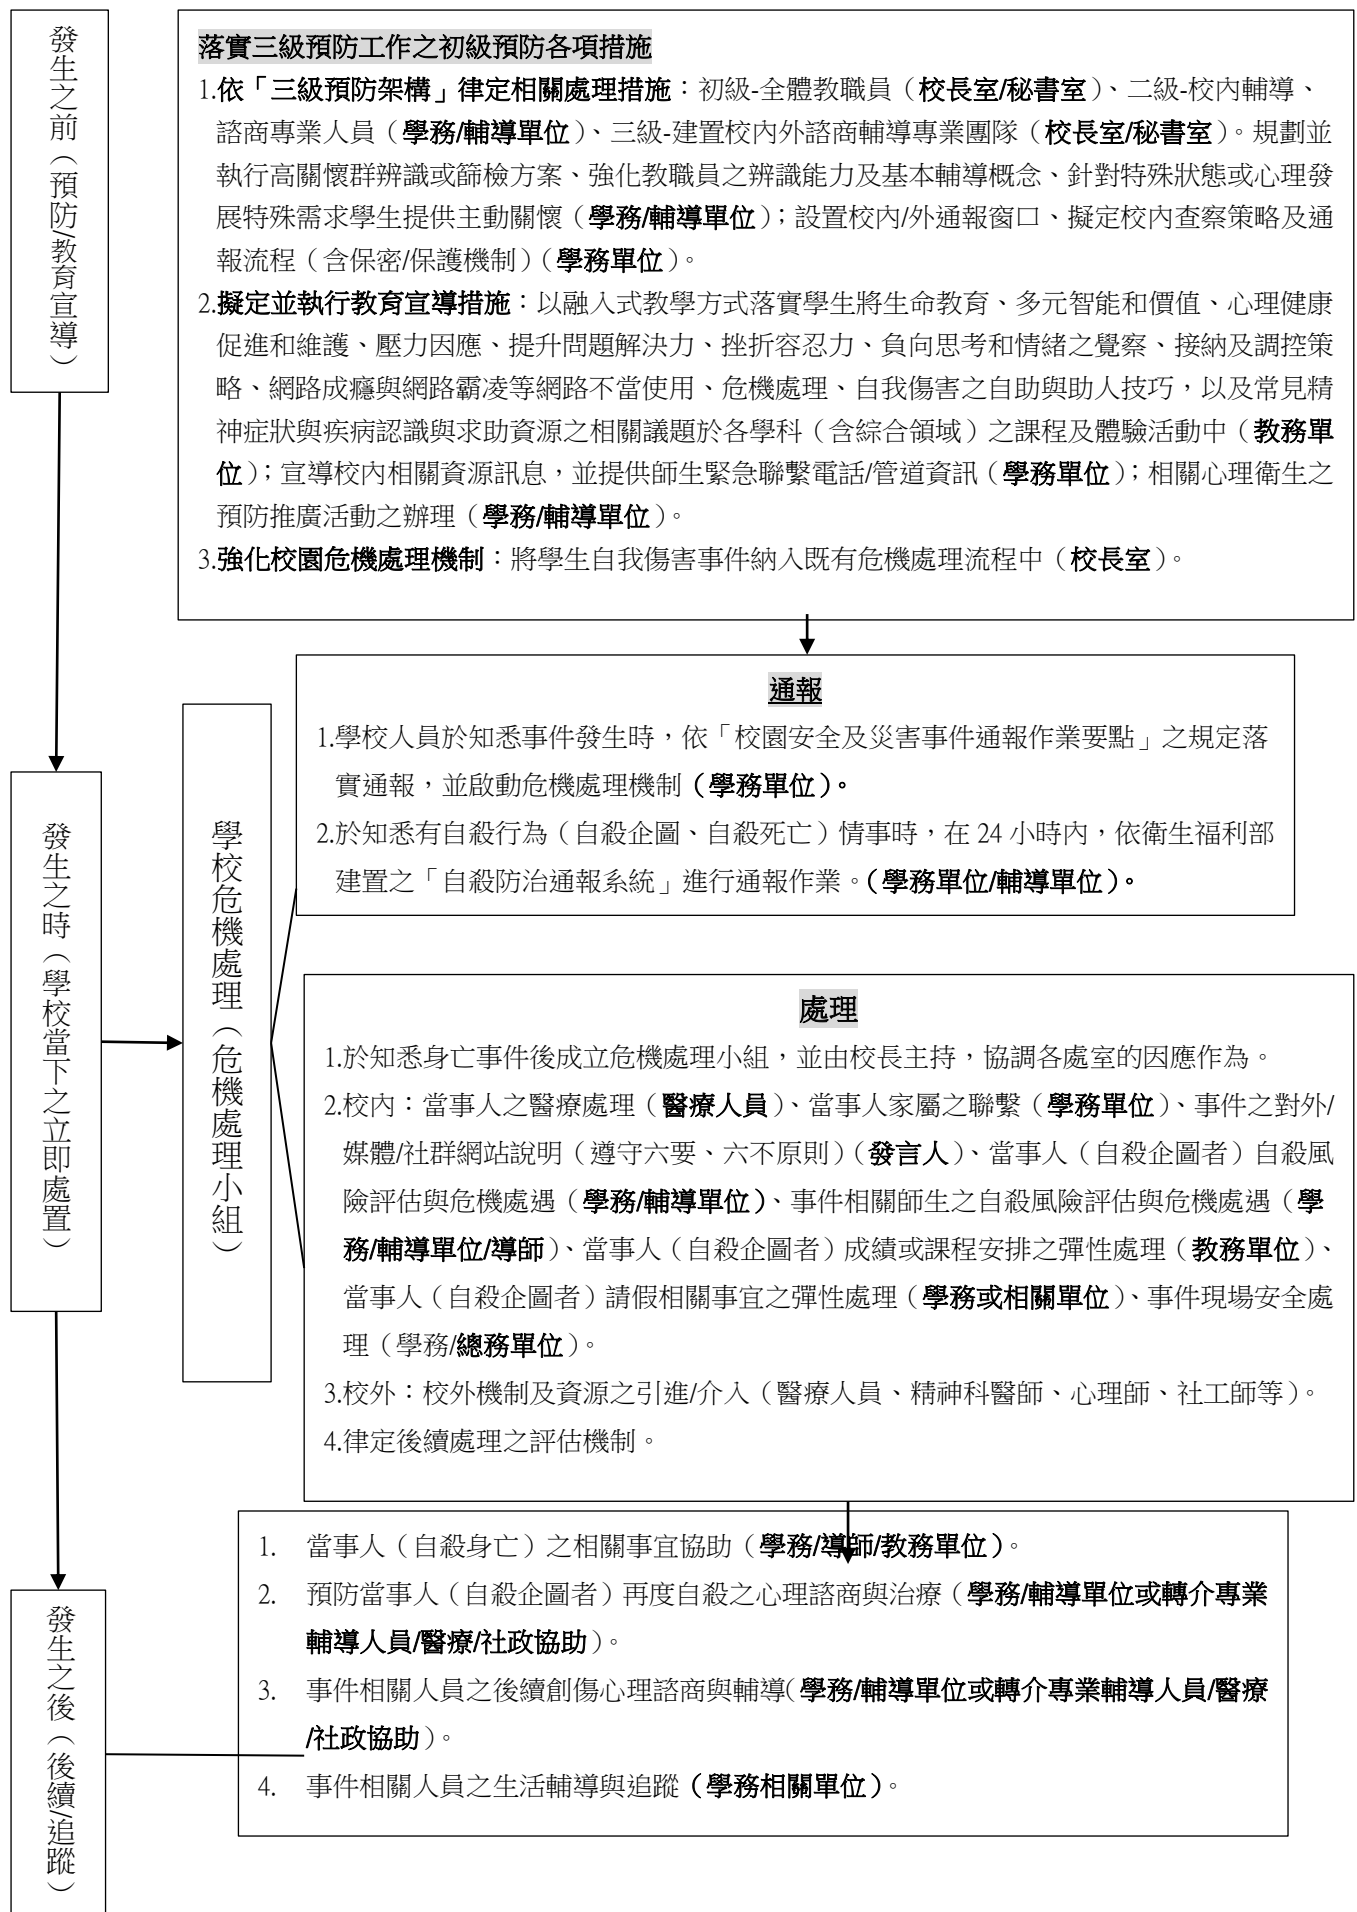 發生之前（預防/教育宣導）
落實三級預防工作之初級預防各項措施
1.依「三級預防架構」律定相關處理措施：初級-全體教職員（校長室/秘書室）、二級-校內輔導、
諮商專業人員（學務/輔導單位）、三級-建置校內外諮商輔導專業團隊（校長室/秘書室）。規劃並
執行高關懷群辨識或篩檢方案、強化教職員之辨識能力及基本輔導概念、針對特殊狀態或心理發
展特殊需求學生提供主動關懷（學務/輔導單位）；設置校內/外通報窗口、擬定校內查察策略及通
報流程（含保密/保護機制）（學務單位）。
2.擬定並執行教育宣導措施：以融入式教學方式落實學生將生命教育、多元智能和價值、心理健康
促進和維護、壓力因應、提升問題解決力、挫折容忍力、負向思考和情緒之覺察、接納及調控策
略、網路成癮與網路霸凌等網路不當使用、危機處理、自我傷害之自助與助人技巧，以及常見精
神症狀與疾病認識與求助資源之相關議題於各學科（含綜合領域）之課程及體驗活動中（教務單
位）；宣導校內相關資源訊息，並提供師生緊急聯繫電話/管道資訊（學務單位）；相關心理衛生之
預防推廣活動之辦理（學務/輔導單位）。
3.強化校園危機處理機制：將學生自我傷害事件納入既有危機處理流程中（校長室）。
發生之時（學校當下之立即處置）
學校危機處理（危機處理小組）
通報
1.學校人員於知悉事件發生時，依「校園安全及災害事件通報作業要點」之規定落
實通報，並啟動危機處理機制（學務單位）。
2.於知悉有自殺行為（自殺企圖、自殺死亡）情事時，在 24 小時內，依衛生福利部
建置之「自殺防治通報系統」進行通報作業。（學務單位/輔導單位）。
處理
1.於知悉身亡事件後成立危機處理小組，並由校長主持，協調各處室的因應作為。
2.校內：當事人之醫療處理（醫療人員）、當事人家屬之聯繫（學務單位）、事件之對外/
媒體/社群網站說明（遵守六要、六不原則）（發言人）、當事人（自殺企圖者）自殺風
險評估與危機處遇（學務/輔導單位）、事件相關師生之自殺風險評估與危機處遇（學
務/輔導單位/導師）、當事人（自殺企圖者）成績或課程安排之彈性處理（教務單位）、
當事人（自殺企圖者）請假相關事宜之彈性處理（學務或相關單位）、事件現場安全處
理（學務/總務單位）。
3.校外：校外機制及資源之引進/介入（醫療人員、精神科醫師、心理師、社工師等）。
4.律定後續處理之評估機制。
發生之後（後續/追蹤）
1. 當事人（自殺身亡）之相關事宜協助（學務/導師/教務單位）。
2. 預防當事人（自殺企圖者）再度自殺之心理諮商與治療（學務/輔導單位或轉介專業
輔導人員/醫療/社政協助）。
3. 事件相關人員之後續創傷心理諮商與輔導（學務/輔導單位或轉介專業輔導人員/醫療
/社政協助）。
4. 事件相關人員之生活輔導與追蹤（學務相關單位）。